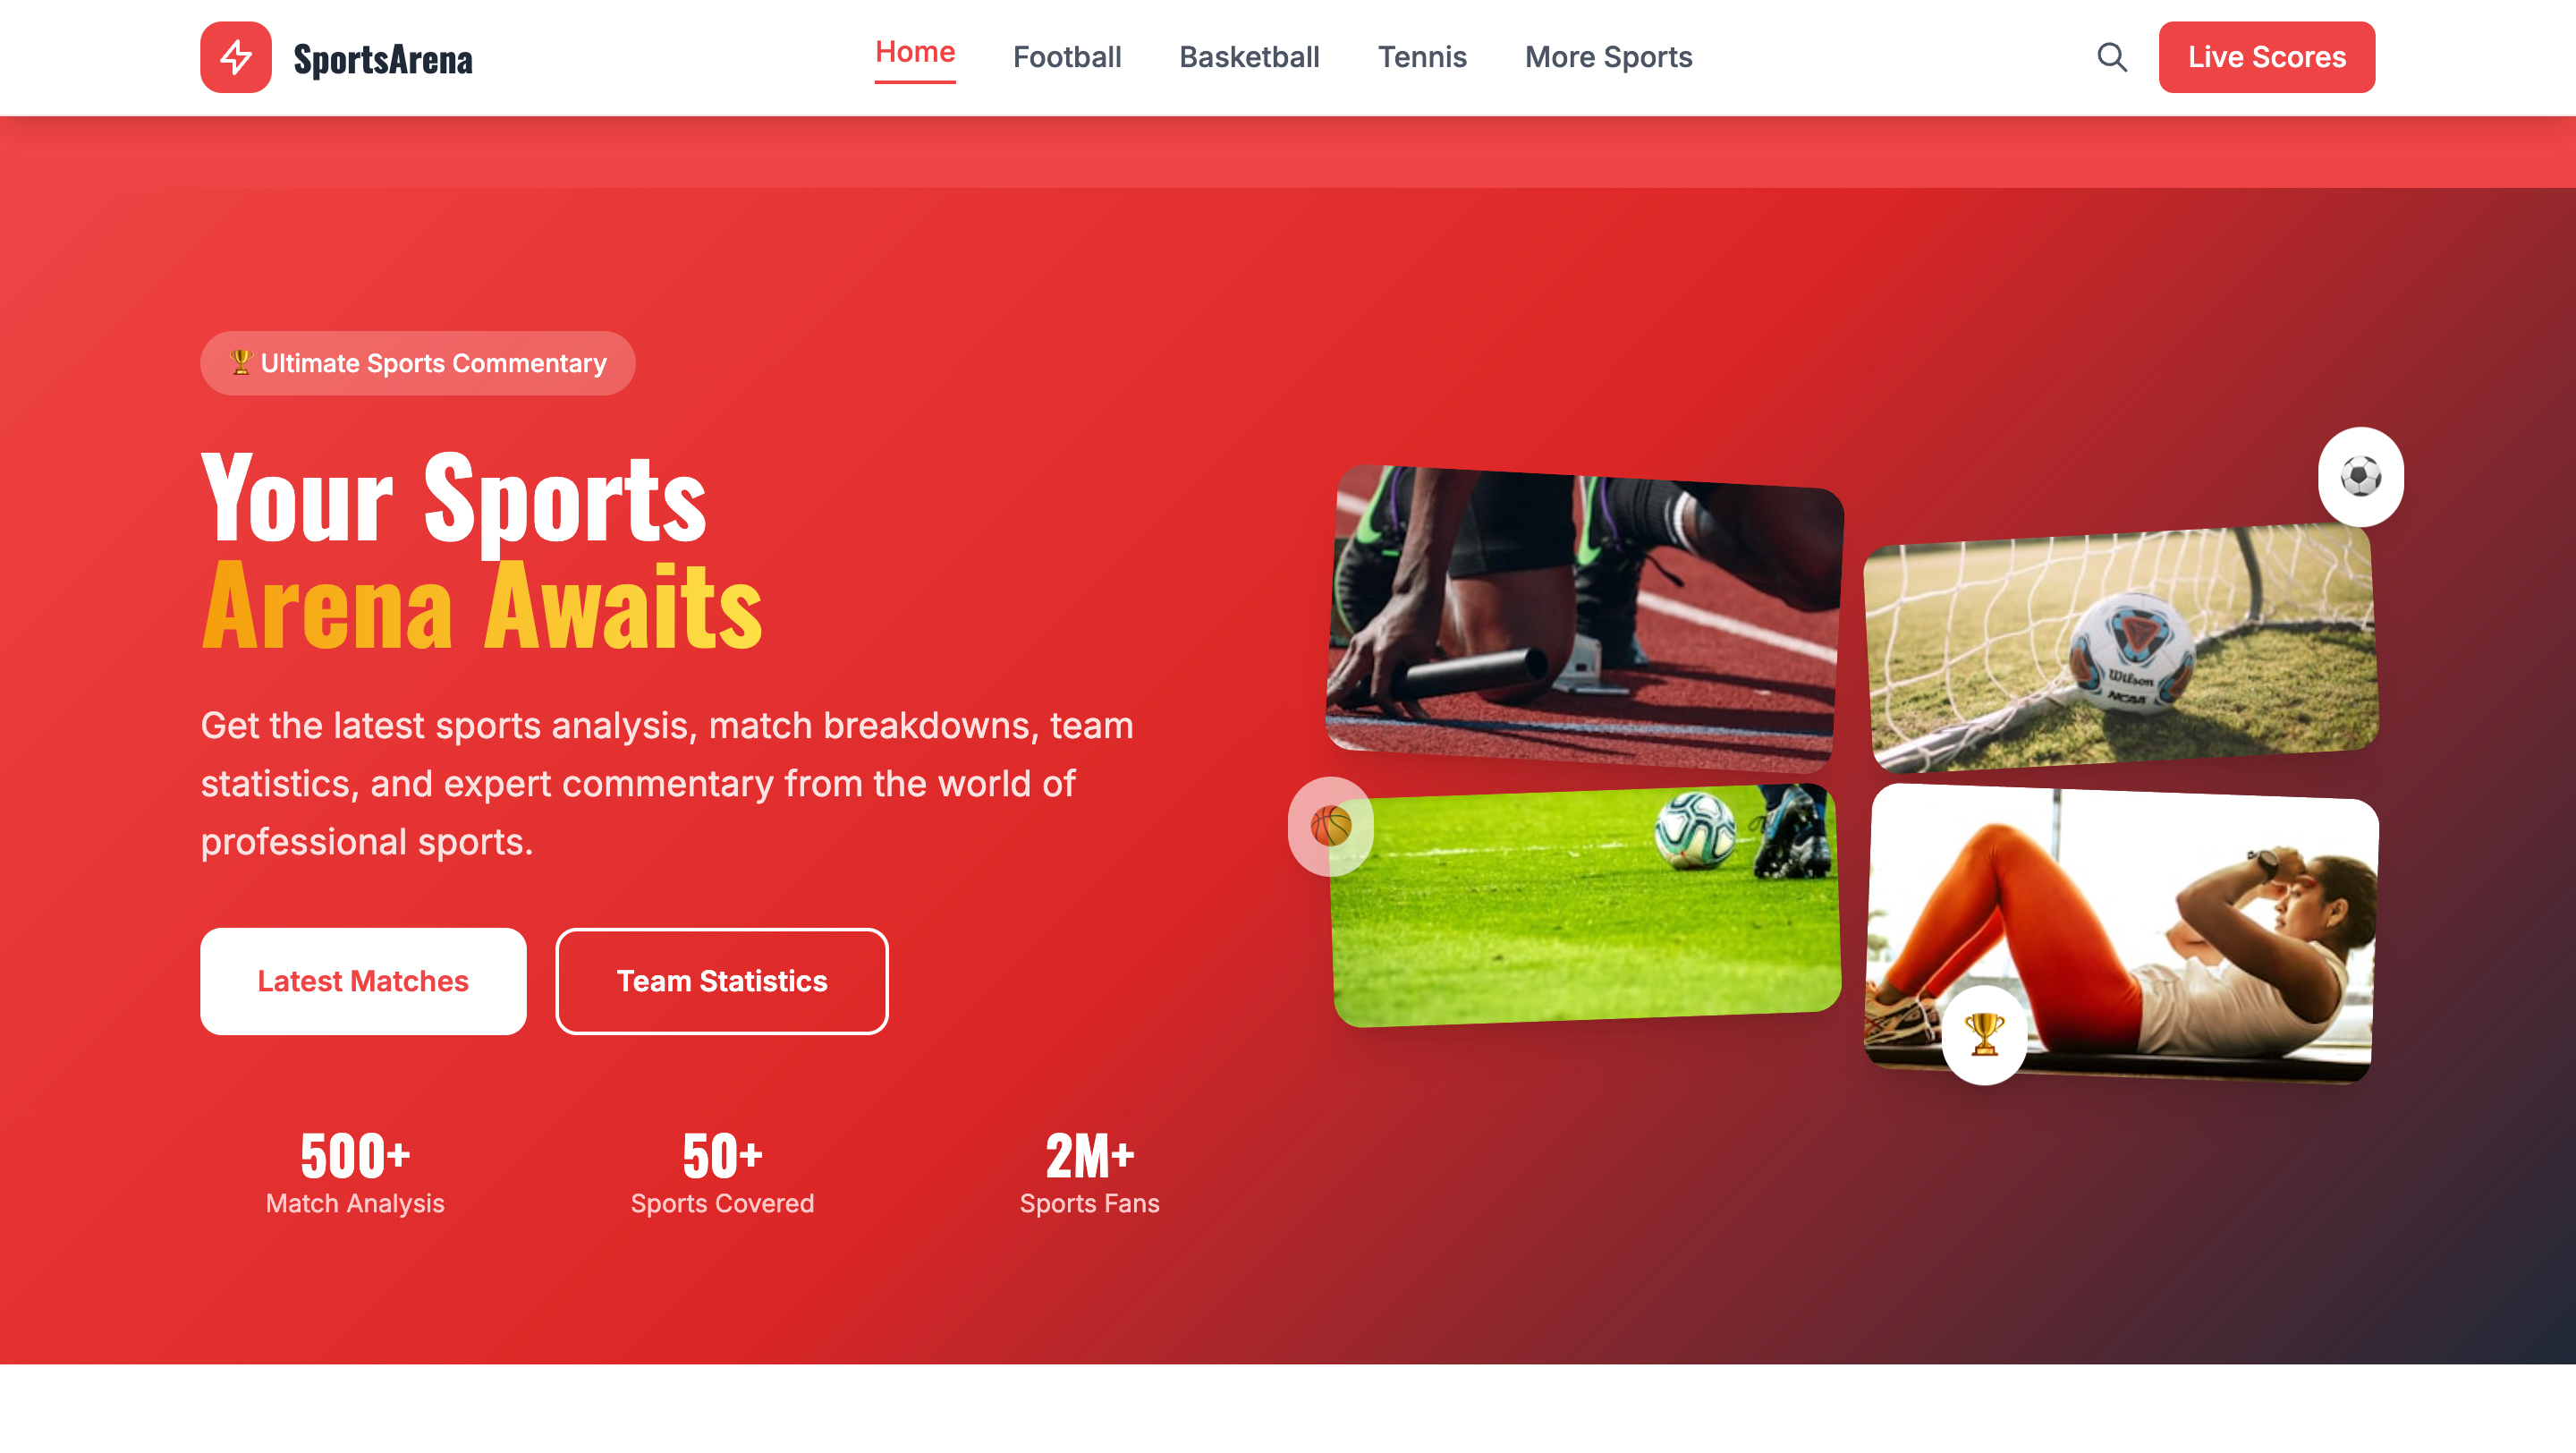 SportsArena
Home
Football
Basketball
Tennis
More Sports
Live Scores
🏆 Ultimate Sports Commentary
Your Sports
Arena Awaits
Get the latest sports analysis, match breakdowns, team
statistics, and expert commentary from the world of
professional sports.
Wilson
NCAA
Latest Matches
Team Statistics
500+
Match Analysis
50+
Sports Covered
2M+
Sports Fans